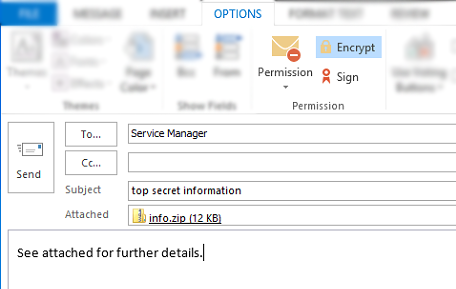 FILE MESSAGE INSERT OPTIONS FORMAT TEXT REVIEW
Themes Colors Fonts Effects Page Color Bcc From Permission Encrypt Sign Use Voting Buttons
Themes Show Fields Permission
Send
To... Service Manager
Cc...
Subject top secret information
Attached info.zip (12 KB)
See attached for further details.